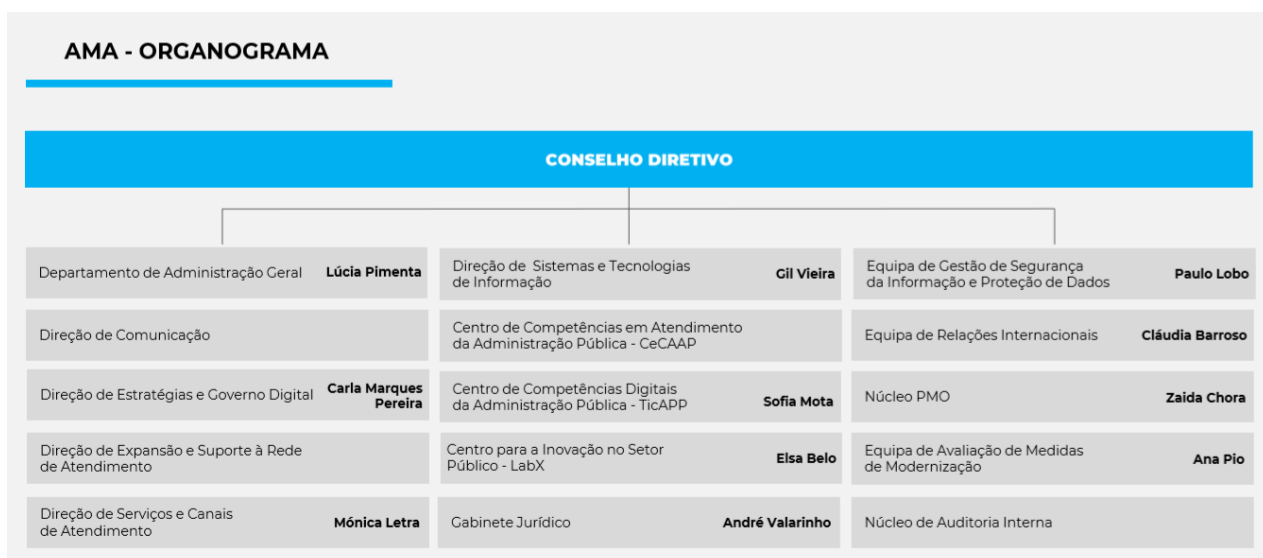 AMA - ORGANOGRAMA
CONSELHO DIRETIVO
Departamento de Administração Geral
Lúcia Pimenta
Direção de Comunicação
Direção de Estratégias e Governo Digital
Carla Marques
Pereira
Direção de Expansão e Suporte à Rede
de Atendimento
Direção de Serviços e Canais
de Atendimento
Mónica Letra
Direção de Sistemas e Tecnologias
de Informação
Gil Vieira
Centro de Competências em Atendimento
da Administração Pública - CeCAAP
Centro de Competências Digitais
da Administração Pública - TicAPP
Sofia Mota
Centro para a Inovação no Setor
Público - LabX
Elsa Belo
Gabinete Jurídico
André Valarinho
Equipa de Gestão de Segurança
da Informação e Proteção de Dados
Paulo Lobo
Equipa de Relações Internacionais
Cláudia Barroso
Núcleo PMO
Zaida Chora
Equipa de Avaliação de Medidas
de Modernização
Ana Pio
Núcleo de Auditoria Interna